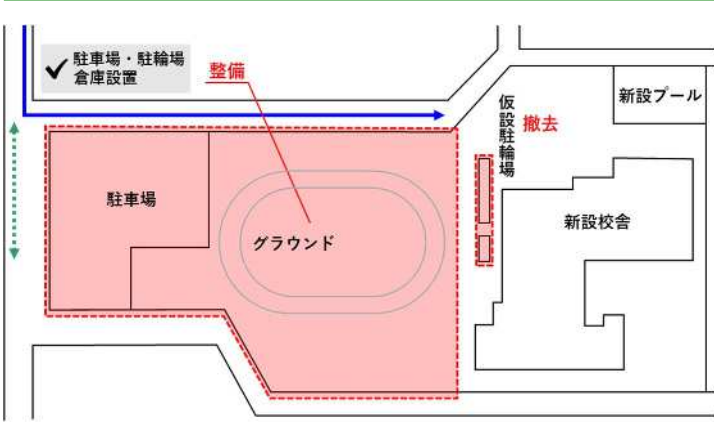 駐車場・駐輪場
倉庫設置
整備
仮設駐輪場
撤去
新設プール
駐車場
グラウンド
新設校舎